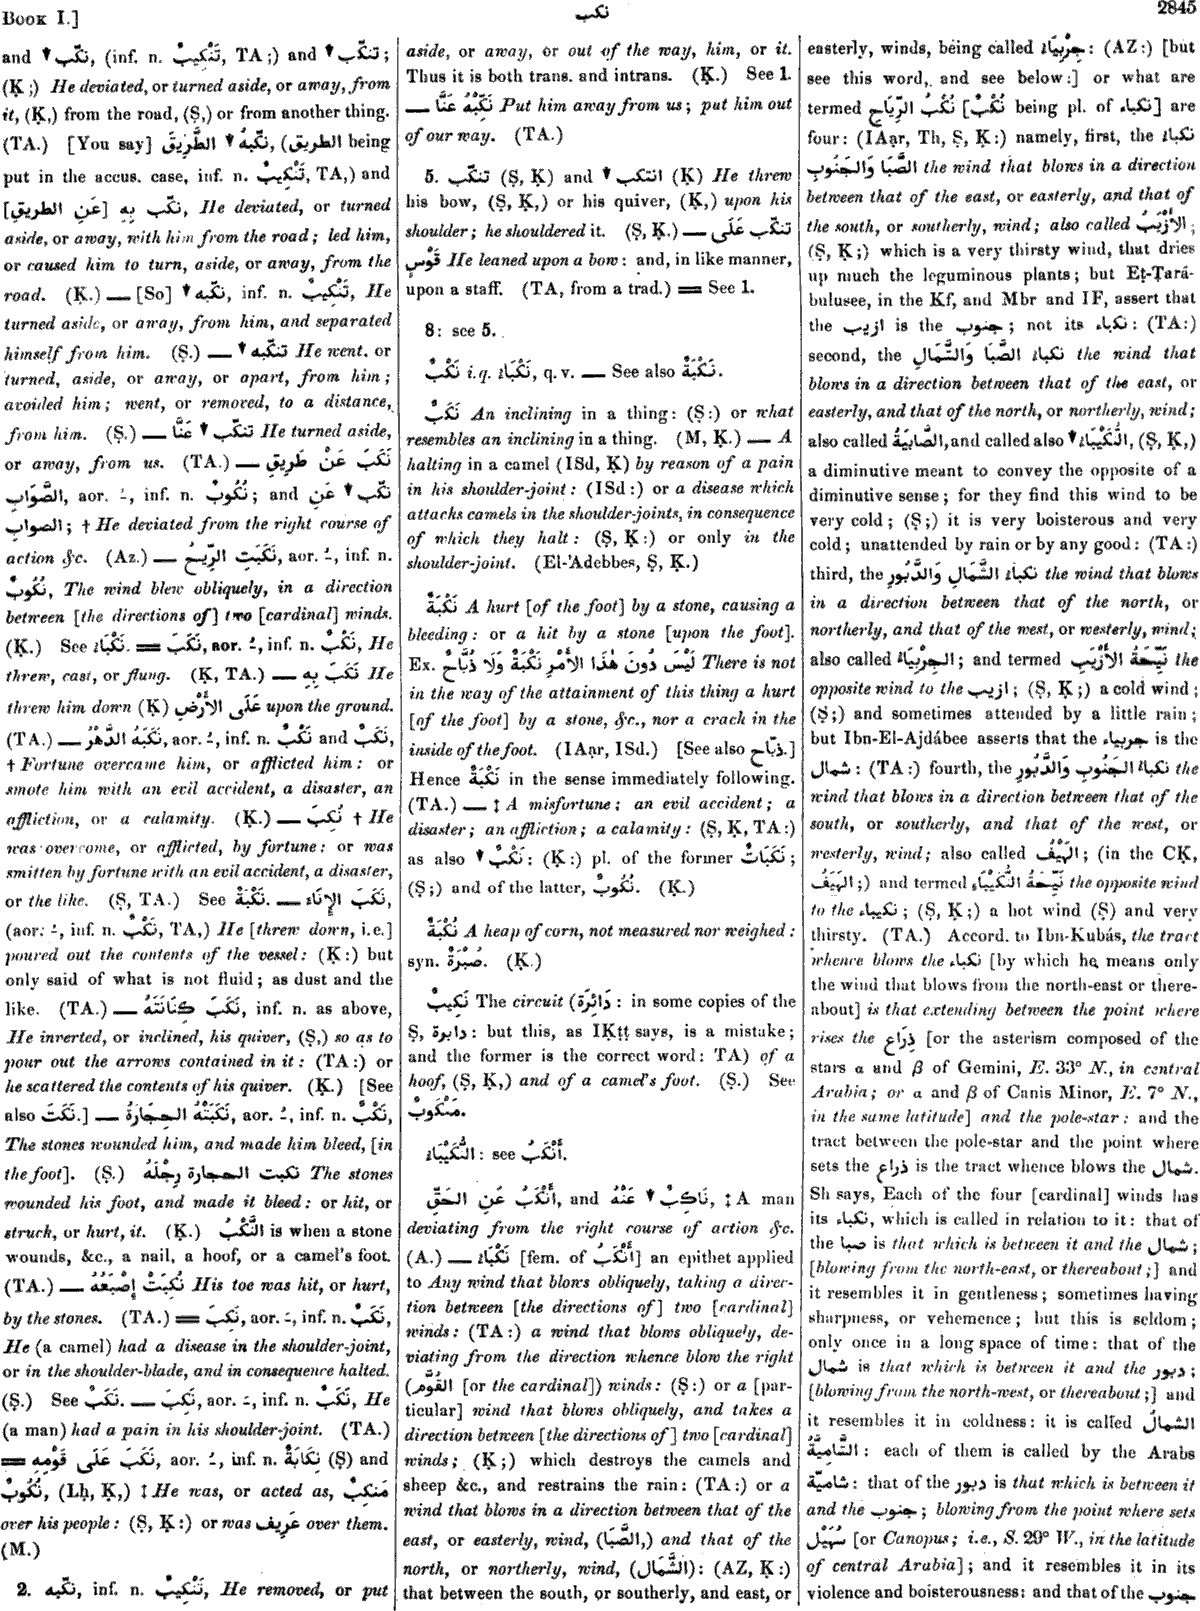 Book I.]
نكب
2845
and ↓ نَكَّبَ, (inf. n. تَنْكِيبٌ, TA;) and ↓ تنكّب;
(Ḳ;) He deviated, or turned aside, or away, from
it, (Ḳ,) from the road, (Ṣ,) or from another thing.
(TA.) [You say] نَكَّبَهُ ↓ الطَّرِيقَ, (الطريق being
put in the accus. case, inf. n. تَنْكِيبٌ, TA,) and
نكّب بِهِ [عَنِ الطريق], He deviated, or turned
aside, or away, with him from the road; led him,
or caused him to turn, aside, or away, from the
road. (Ḳ.) — [So] ↓ نكّبه, inf. n. تَنْكِيبٌ, He
turned aside, or away, from him, and separated
himself from him. (Ṣ.) — ↓ تنكّبه He went, or
turned, aside, or away, or apart, from him;
avoided him; went, or removed, to a distance,
from him. (Ṣ.) — تنكّب ↓ عَنَّا He turned aside,
or away, from us. (TA.) — نَكَبَ عَنْ طَرِيقِ
الصَّوَابِ, aor. ـَ, inf. n. نُكُوبٌ; and نكّب ↓ عَنِ
الصواب; † He deviated from the right course of
action &c. (Az.) — نَكَبَتِ الرِّيحُ, aor. ـَ, inf. n.
نُكُوبٌ, The wind blew obliquely, in a direction
between [the directions of] two [cardinal] winds.
(Ḳ.) See نَكْبَاءُ. = نَكَبَ, aor. ـُ, inf. n. نَكْبٌ, He
threw, cast, or flung. (Ḳ, TA.) — نَكَبَ بِهِ He
threw him down (Ḳ) عَلَى الأَرْضِ upon the ground.
(TA.) — نَكَبَهُ الدَّهْرُ, aor. ـُ, inf. n. نَكْبٌ and نَكَبٌ,
† Fortune overcame him, or afflicted him: or
smote him with an evil accident, a disaster, an
affliction, or a calamity. (Ḳ.) — نُكِبَ † He
was overcome, or afflicted, by fortune: or was
smitten by fortune with an evil accident, a disaster,
or the like. (Ṣ, TA.) See نَكْبَةٌ. — نَكَبَ الإِنَاءَ,
(aor. ـُ, inf. n. نَكْبٌ, TA,) He [threw down, i.e.]
poured out the contents of the vessel: (Ḳ:) but
only said of what is not fluid; as dust and the
like. (TA.) — نَكَبَ كِنَانَتَهُ, inf. n. as above,
He inverted, or inclined, his quiver, (Ṣ,) so as to
pour out the arrows contained in it: (TA:) or
he scattered the contents of his quiver. (Ḳ.) [See
also نَكَتَ.] — نَكَبَتْهُ الحِجَارَةُ, aor. ـُ, inf. n. نَكْبٌ,
The stones wounded him, and made him bleed, [in
the foot]. (Ṣ.) نكبت الحجارة رِجْلَهُ The stones
wounded his foot, and made it bleed: or hit, or
struck, or hurt, it. (Ḳ.) النَّكْبُ is when a stone
wounds, &c., a nail, a hoof, or a camel's foot.
(TA.) — نُكِبَتْ إِصْبَعُهُ His toe was hit, or hurt,
by the stones. (TA.) = نَكِبَ, aor. ـَ, inf. n. نَكَبٌ,
He (a camel) had a disease in the shoulder-joint,
or in the shoulder-blade, and in consequence halted.
(Ṣ.) See نَكَبٌ. — نَكِبَ, aor. ـَ, inf. n. نَكَبٌ, He
(a man) had a pain in his shoulder-joint. (TA.)
= نَكَبَ عَلَى قَوْمِهِ, aor. ـُ, inf. n. نِكَابَةٌ (Ṣ) and
نُكُوبٌ, (Lḥ, Ḳ,) ‡ He was, or acted as, مَنْكِبٌ
over his people: (Ṣ, Ḳ:) or was عَرِيف over them.
(M.)
2. نكّبه, inf. n. تَنْكِيبٌ, He removed, or put
aside, or away, or out of the way, him, or it.
Thus it is both trans. and intrans. (Ḳ.) See 1.
— نَكِّبْهُ عَنَّا Put him away from us; put him out
of our way. (TA.)
5. تنكّب (Ṣ, Ḳ) and ↓ انتكب (Ḳ) He threw
his bow, (Ṣ, Ḳ,) or his quiver, (Ḳ,) upon his
shoulder; he shouldered it. (Ṣ, Ḳ.) — تنكّب عَلَى
قَوْسٍ He leaned upon a bow: and, in like manner,
upon a staff. (TA, from a trad.) = See 1.
8: see 5.
نَكْبٌ i.q. نَكْبَاءُ, q. v. — See also نَكْبَةٌ.
نَكَبٌ An inclining in a thing: (Ṣ:) or what
resembles an inclining in a thing. (M, Ḳ.) — A
halting in a camel (ISd, Ḳ) by reason of a pain
in his shoulder-joint: (ISd:) or a disease which
attacks camels in the shoulder-joints, in consequence
of which they halt: (Ṣ, Ḳ:) or only in the
shoulder-joint. (El-'Adebbes, Ṣ, Ḳ.)
نَكْبَةٌ A hurt [of the foot] by a stone, causing a
bleeding: or a hit by a stone [upon the foot].
Ex. لَيْسَ دُونَ هٰذَا الأَمْرِ نَكْبَةٌ وَلَا ذُبَّاحٌ There is not
in the way of the attainment of this thing a hurt
[of the foot] by a stone, &c., nor a crack in the
inside of the foot. (IAạr, ISd.) [See also ذبّاح.]
Hence نَكْبَةٌ in the sense immediately following.
(TA.) — ‡ A misfortune; an evil accident; a
disaster; an affliction; a calamity: (Ṣ, Ḳ, TA:)
as also ↓ نَكْبٌ: (Ḳ:) pl. of the former نَكَبَاتٌ;
(Ṣ;) and of the latter, نُكُوبٌ. (Ḳ.)
نُكْبَةٌ A heap of corn, not measured nor weighed:
syn. صُبْرَةٌ. (Ḳ.)
نَكِيبٌ The circuit (دَائِرَة: in some copies of the
Ṣ, دابرة: but this, as IḲṭṭ says, is a mistake;
and the former is the correct word: TA) of a
hoof, (Ṣ, Ḳ,) and of a camel's foot. (Ṣ.) See
مَنْكُوبٌ.
النُّكَيْبَاءُ: see أَنْكَبُ.
أَنْكَبُ عَنِ الحَقِّ, and نَاكِبٌ ↓ عَنْهُ, ‡ A man
deviating from the right course of action &c.
(A.) — نَكْبَاءُ [fem. of أَنْكَبُ] an epithet applied
to Any wind that blows obliquely, taking a direc-
tion between [the directions of] two [cardinal]
winds: (TA:) a wind that blows obliquely, de-
viating from the direction whence blow the right
(القُوَّم [or the cardinal]) winds: (Ṣ:) or a [par-
ticular] wind that blows obliquely, and takes a
direction between [the directions of] two [cardinal]
winds; (Ḳ;) which destroys the camels and
sheep &c., and restrains the rain: (TA:) or a
wind that blows in a direction between that of the
east, or easterly, wind, (الصَّبَا,) and that of the
north, or northerly, wind, (الشَّمَال): (AZ, Ḳ:)
that between the south, or southerly, and east, or
easterly, winds, being called جِرْبِيَاءُ: (AZ:) [but
see this word, and see below:] or what are
termed نُكْبُ الرِّيَاحِ [نُكْبٌ being pl. of نكباء] are
four: (IAạr, Th, Ṣ, Ḳ:) namely, first, the نكباءُ
الصَّبَا وَالجَنُوبِ the wind that blows in a direction
between that of the east, or easterly, and that of
the south, or southerly, wind; also called الأَزْيَبُ;
(Ṣ, Ḳ;) which is a very thirsty wind, that dries
up much the leguminous plants; but Eṭ-Ṭará-
bulusee, in the Kf, and Mbr and IF, assert that
the ازيب is the جنوب; not its نكباء: (TA:)
second, the نكباءُ الصَّبَا وَالشَّمَالِ the wind that
blows in a direction between that of the east, or
easterly, and that of the north, or northerly, wind;
also called الصَّابِيَةُ, and called also ↓ النُّكَيْبَاءُ, (Ṣ, Ḳ,)
a diminutive meant to convey the opposite of a
diminutive sense; for they find this wind to be
very cold; (Ṣ;) it is very boisterous and very
cold; unattended by rain or by any good: (TA:)
third, the نكباءُ الشَّمَالِ وَالدَّبُورِ the wind that blows
in a direction between that of the north, or
northerly, and that of the west, or westerly, wind;
also called الجِرْبِيَاءُ; and termed نَيِّحَةُ الأَزْيَبِ the
opposite wind to the ازيب; (Ṣ, Ḳ;) a cold wind;
(Ṣ;) and sometimes attended by a little rain;
but Ibn-El-Ajdábee asserts that the جربياء is the
شمال: (TA:) fourth, the نكباءُ الجَنُوبِ وَالدَّبُورِ the
wind that blows in a direction between that of the
south, or southerly, and that of the west, or
westerly, wind; also called الهَيْفُ; (in the CḲ,
الهَيَفُ;) and termed نَيِّحَةُ النُّكَيْبَاءِ the opposite wind
to the نكيباء; (Ṣ, Ḳ;) a hot wind (Ṣ) and very
thirsty. (TA.) Accord. to Ibn-Kubás, the tract
whence blows the نكباء [by which he means only
the wind that blows from the north-east or there-
about] is that extending between the point where
rises the ذِرَاع [or the asterism composed of the
stars α and β of Gemini, E. 33° N., in central
Arabia; or α and β of Canis Minor, E. 7° N.,
in the same latitude] and the pole-star: and the
tract between the pole-star and the point where
sets the ذراع is the tract whence blows the شمال.
Sh says, Each of the four [cardinal] winds has
its نكباء, which is called in relation to it: that of
the صبا is that which is between it and the شمال;
[blowing from the north-east, or thereabout;] and
it resembles it in gentleness; sometimes having
sharpness, or vehemence; but this is seldom;
only once in a long space of time: that of the
شمال is that which is between it and the دبور;
[blowing from the north-west, or thereabout;] and
it resembles it in coldness: it is called الشمالُ
الشَّامِيَّةُ: each of them is called by the Arabs
شاميّة: that of the دبور is that which is between it
and the جنوب; blowing from the point where sets
سُهَيْل [or Canopus; i.e., S. 29° W., in the latitude
of central Arabia]; and it resembles it in its
violence and boisterousness: and that of the جنوب